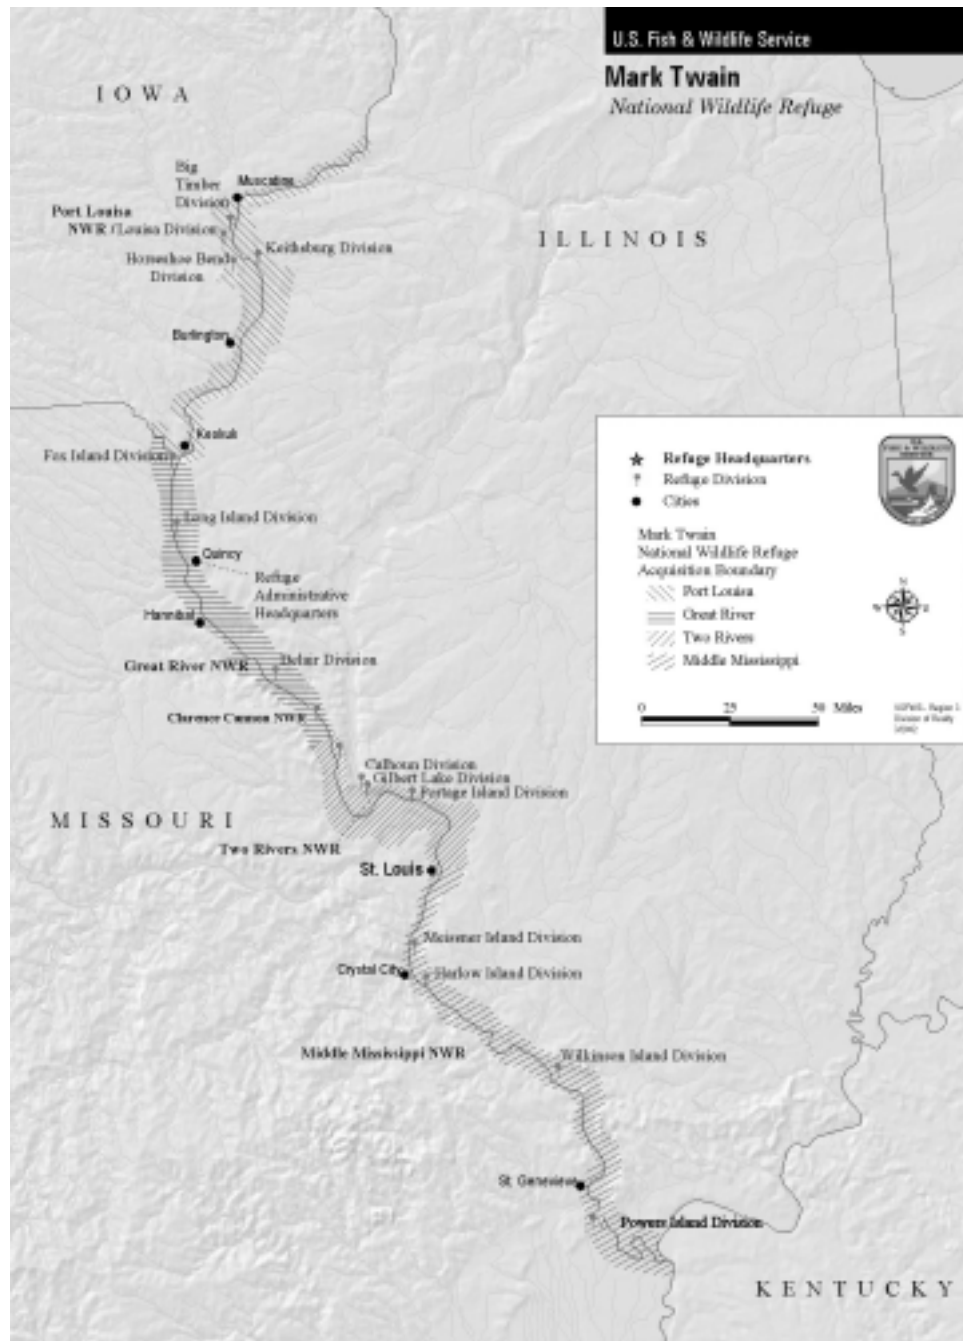 U.S. Fish & Wildlife Service
Mark Twain
National Wildlife Refuge
IOWA
Big
Timber
Division
Muscatine
Port Louisa
NWR /Louisa Division
Keithsburg Division
Horseshoe Bends
Division
ILLINOIS
Burlington
Keokuk
Fox Island Division
Long Island Division
Quincy
Refuge
Administrative
Headquarters
Hannibal
Great River NWR
Delair Division
Clarence Cannon NWR
Calhoun Division
Gilbert Lake Division
Portage Island Division
MISSOURI
Two Rivers NWR
St. Louis
Meissner Island Division
Crystal City
Harlow Island Division
Middle Mississippi NWR
Wilkinson Island Division
St. Genevieve
Powers Island Division
KENTUCKY
Refuge Headquarters
Refuge Division
Cities
Mark Twain
National Wildlife Refuge
Acquisition Boundary
Port Louisa
Great River
Two Rivers
Middle Mississippi
U.S.
FISH & WILDLIFE
SERVICE
N
W
E
S
0 25 50 Miles